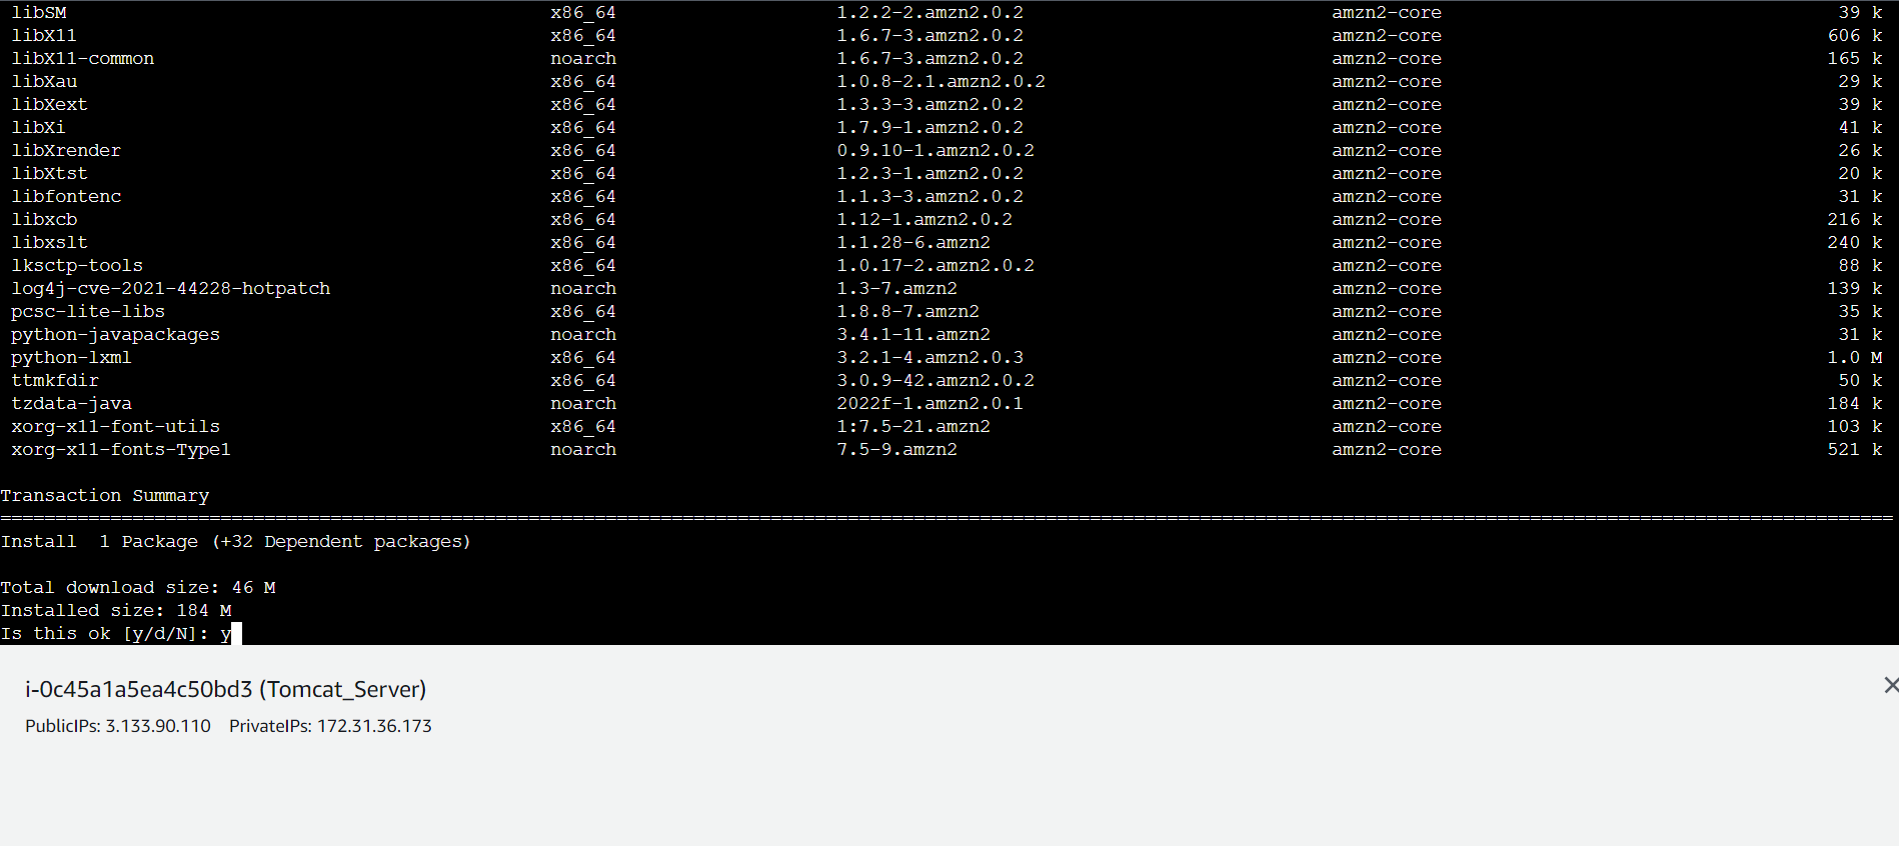 libSM x86_64 1.2.2-2.amzn2.0.2 amzn2-core 39 k
libX11 x86_64 1.6.7-3.amzn2.0.2 amzn2-core 606 k
libX11-common noarch 1.6.7-3.amzn2.0.2 amzn2-core 165 k
libXau x86_64 1.0.8-2.1.amzn2.0.2 amzn2-core 29 k
libXext x86_64 1.3.3-3.amzn2.0.2 amzn2-core 39 k
libXi x86_64 1.7.9-1.amzn2.0.2 amzn2-core 41 k
libXrender x86_64 0.9.10-1.amzn2.0.2 amzn2-core 26 k
libXtst x86_64 1.2.3-1.amzn2.0.2 amzn2-core 20 k
libfontenc x86_64 1.1.3-3.amzn2.0.2 amzn2-core 31 k
libxcb x86_64 1.12-1.amzn2.0.2 amzn2-core 216 k
libxslt x86_64 1.1.28-6.amzn2 amzn2-core 240 k
lksctp-tools x86_64 1.0.17-2.amzn2.0.2 amzn2-core 88 k
log4j-cve-2021-44228-hotpatch noarch 1.3-7.amzn2 amzn2-core 139 k
pcsc-lite-libs x86_64 1.8.8-7.amzn2 amzn2-core 35 k
python-javapackages noarch 3.4.1-11.amzn2 amzn2-core 31 k
python-lxml x86_64 3.2.1-4.amzn2.0.3 amzn2-core 1.0 M
ttmkfdir x86_64 3.0.9-42.amzn2.0.2 amzn2-core 50 k
tzdata-java noarch 2022f-1.amzn2.0.1 amzn2-core 184 k
xorg-x11-font-utils x86_64 1:7.5-21.amzn2 amzn2-core 103 k
xorg-x11-fonts-Type1 noarch 7.5-9.amzn2 amzn2-core 521 k
Transaction Summary
============================================================================================================================================================================
Install 1 Package (+32 Dependent packages)
Total download size: 46 M
Installed size: 184 M
Is this ok [y/d/N]: y
i-0c45a1a5ea4c50bd3 (Tomcat_Server)
PublicIPs: 3.133.90.110 PrivateIPs: 172.31.36.173